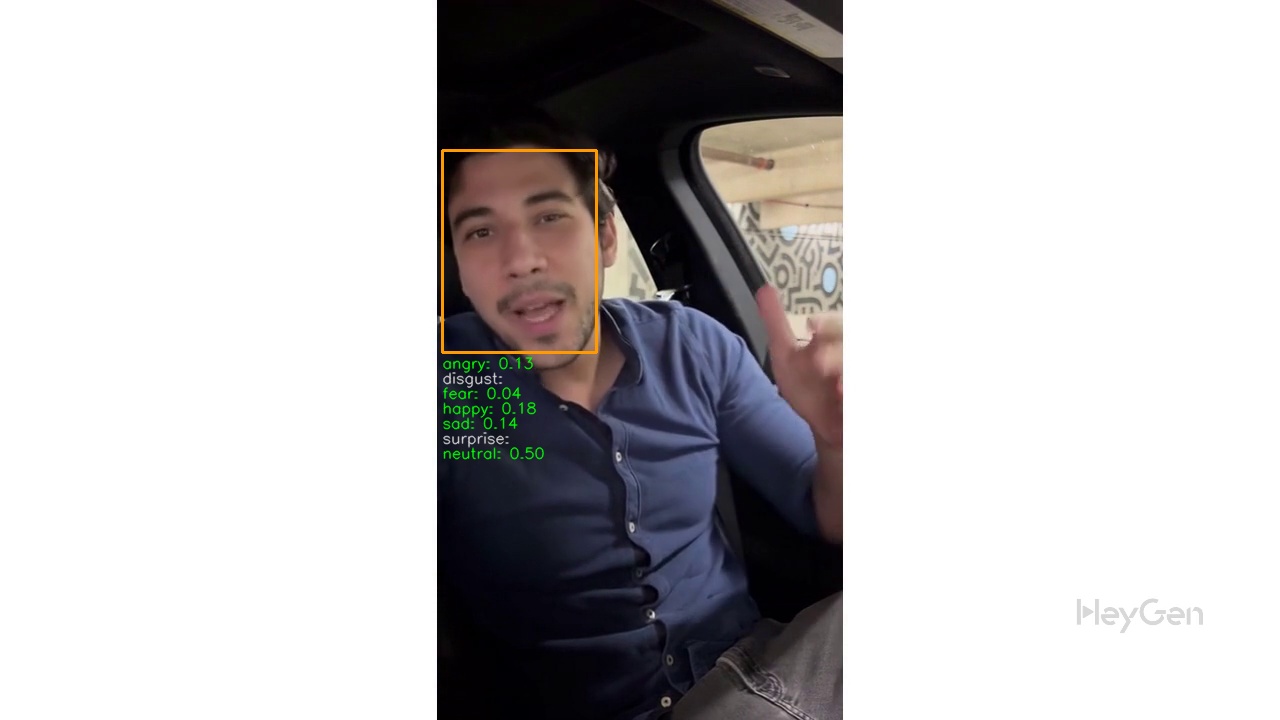 angry: 0.13
disgust:
fear: 0.04
happy: 0.18
sad: 0.14
surprise:
neutral: 0.50
HeyGen